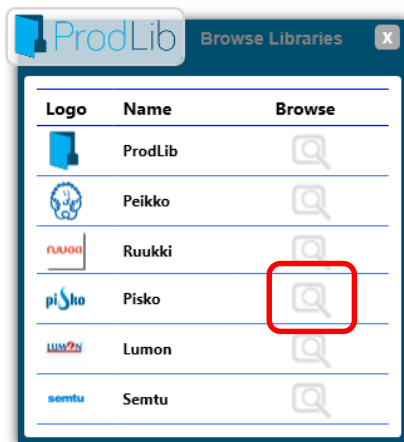 ProdLib Browse Libraries X
Logo Name Browse
ProdLib
Peikko
ruukki Ruukki
piSko Pisko
LUMON Lumon
semtu Semtu